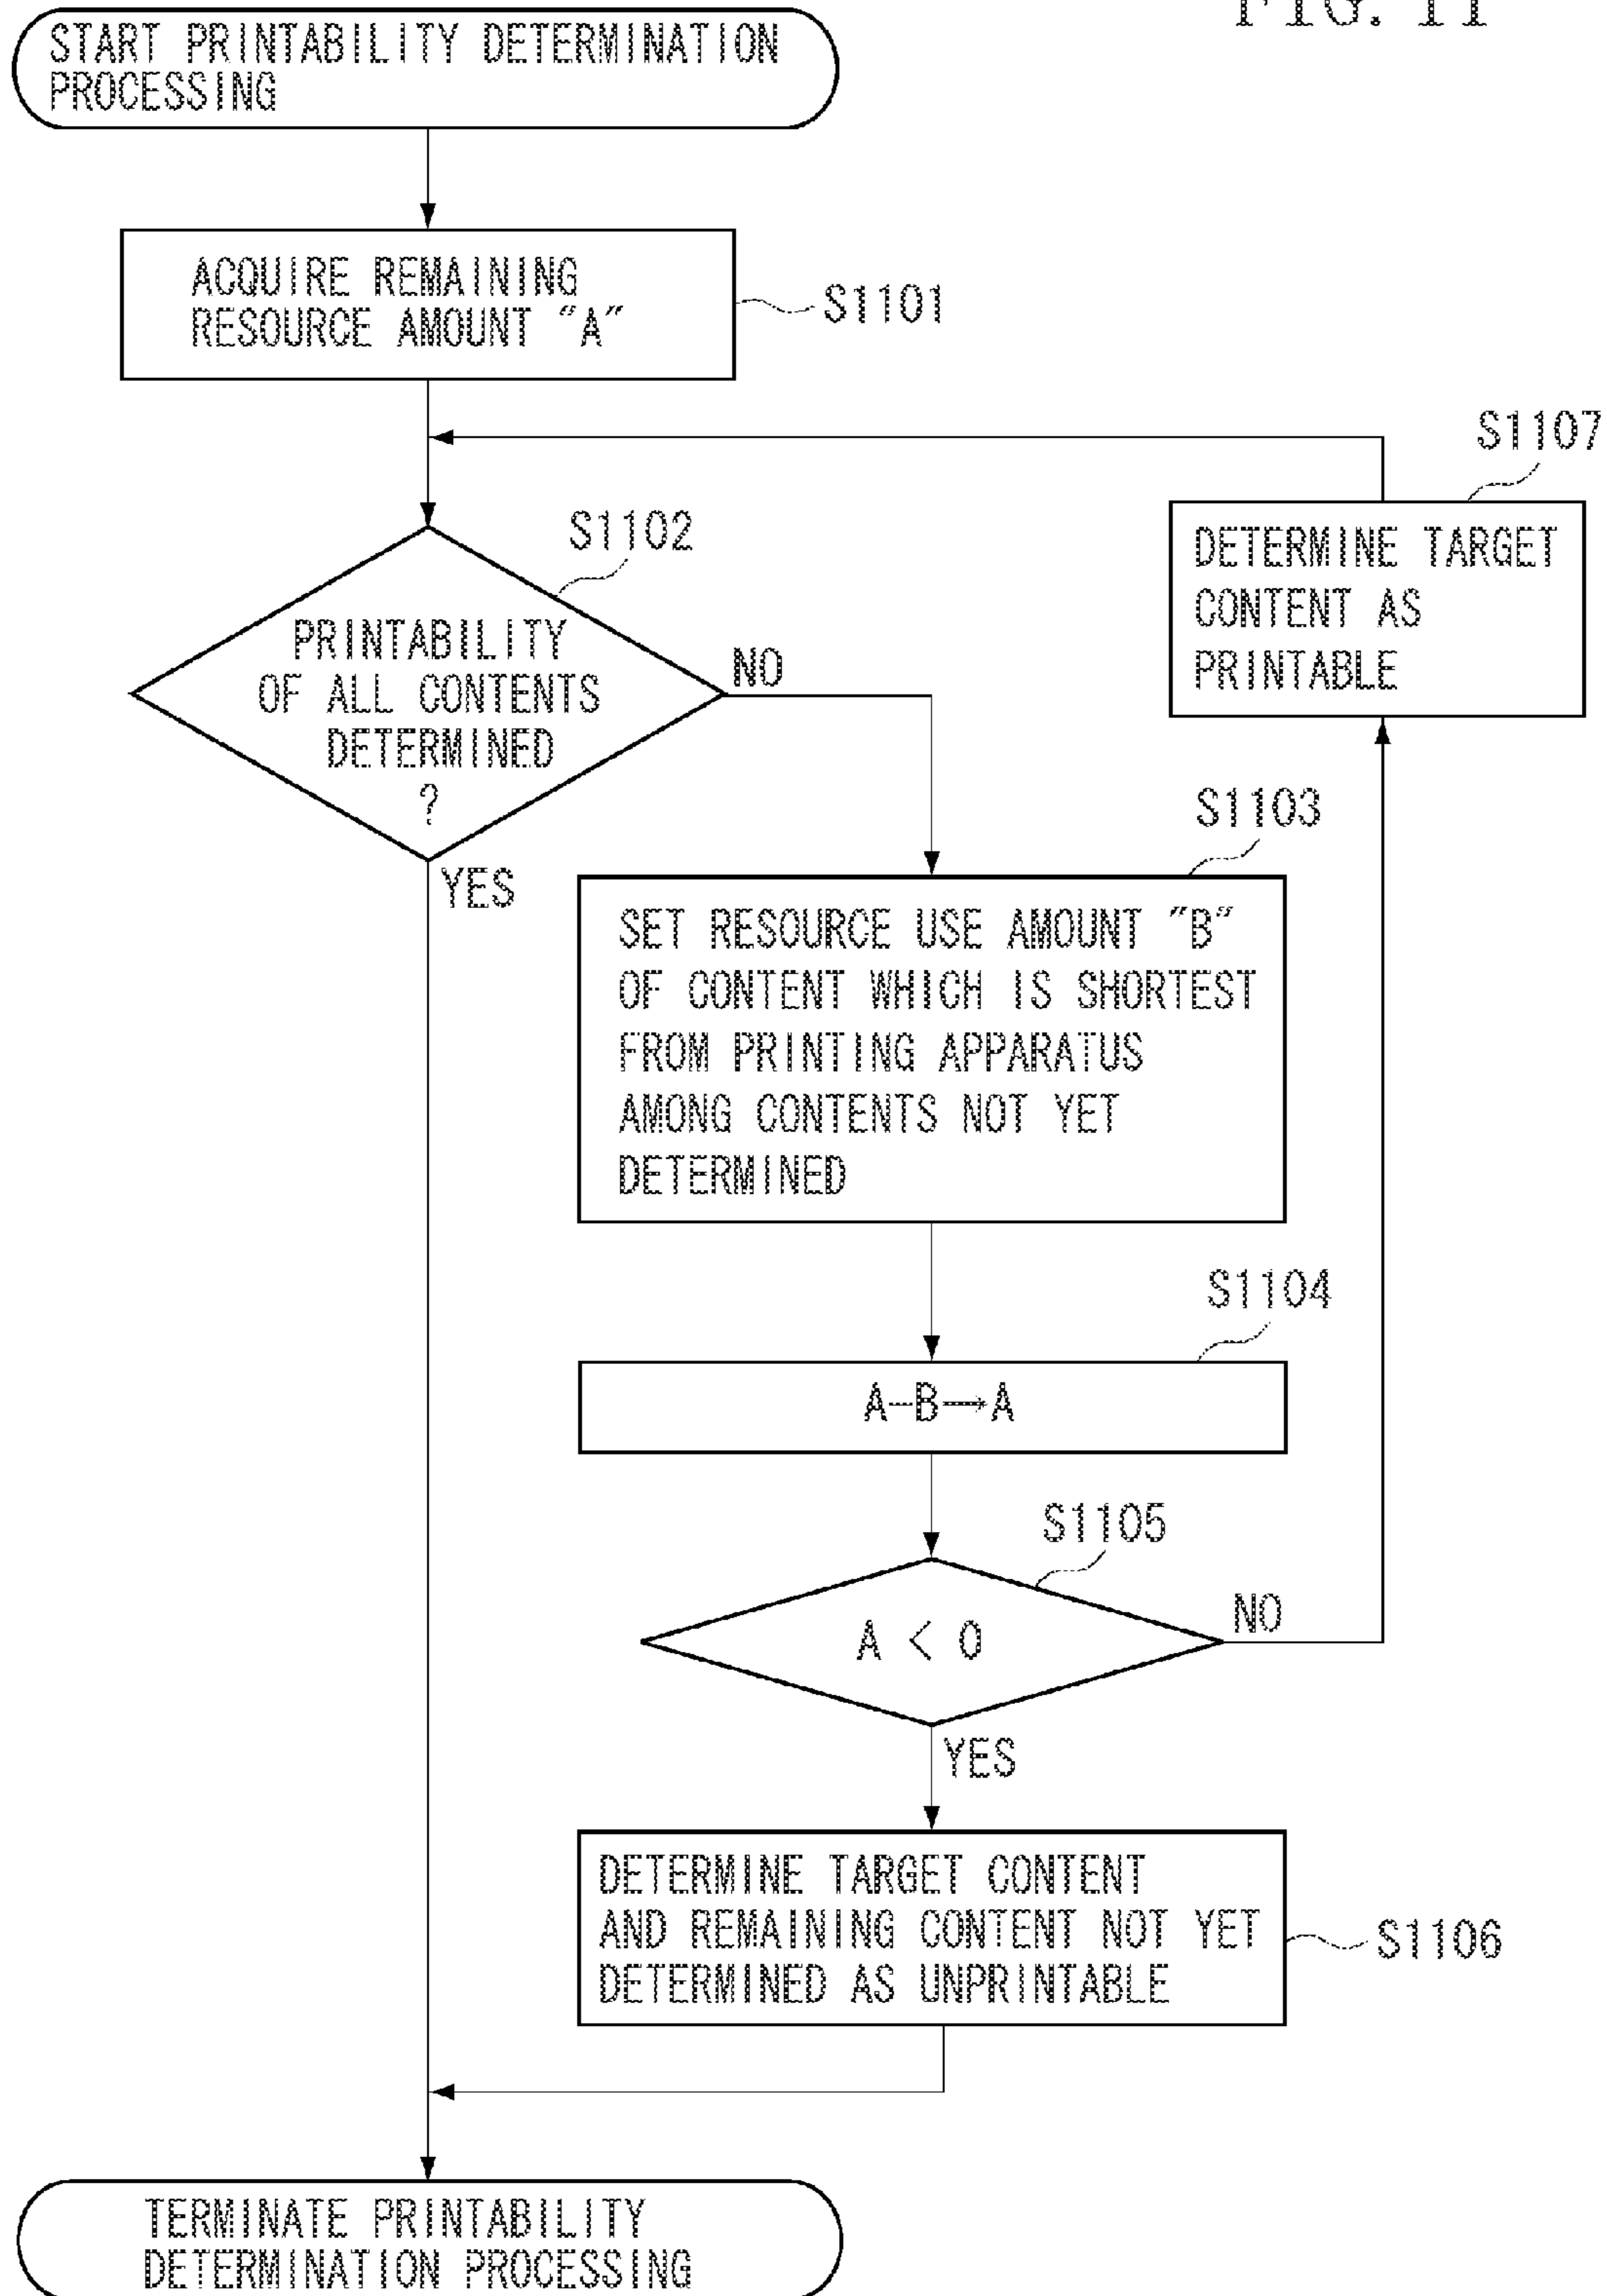 FIG. 11
START PRINTABILITY DETERMINATION
PROCESSING
ACQUIRE REMAINING
RESOURCE AMOUNT "A"
S1101
S1107
DETERMINE TARGET
CONTENT AS
PRINTABLE
S1102
PRINTABILITY
OF ALL CONTENTS
DETERMINED
?
NO
YES
S1103
SET RESOURCE USE AMOUNT "B"
OF CONTENT WHICH IS SHORTEST
FROM PRINTING APPARATUS
AMONG CONTENTS NOT YET
DETERMINED
S1104
A-B→A
S1105
A < 0
NO
YES
DETERMINE TARGET CONTENT
AND REMAINING CONTENT NOT YET
DETERMINED AS UNPRINTABLE
S1106
TERMINATE PRINTABILITY
DETERMINATION PROCESSING